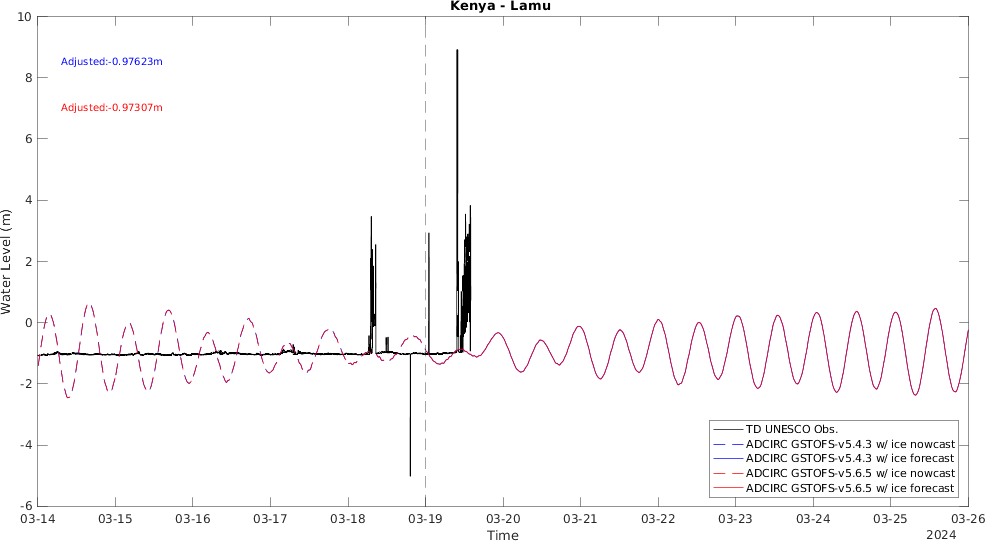 Kenya - Lamu
Adjusted:-0.97623m
Adjusted:-0.97307m
Water Level (m)
10
8
6
4
2
0
-2
-4
-6
TD UNESCO Obs.
ADCIRC GSTOFS-v5.4.3 w/ ice nowcast
ADCIRC GSTOFS-v5.4.3 w/ ice forecast
ADCIRC GSTOFS-v5.6.5 w/ ice nowcast
ADCIRC GSTOFS-v5.6.5 w/ ice forecast
03-14 03-15 03-16 03-17 03-18 03-19 03-20 03-21 03-22 03-23 03-24 03-25 03-26
Time
2024